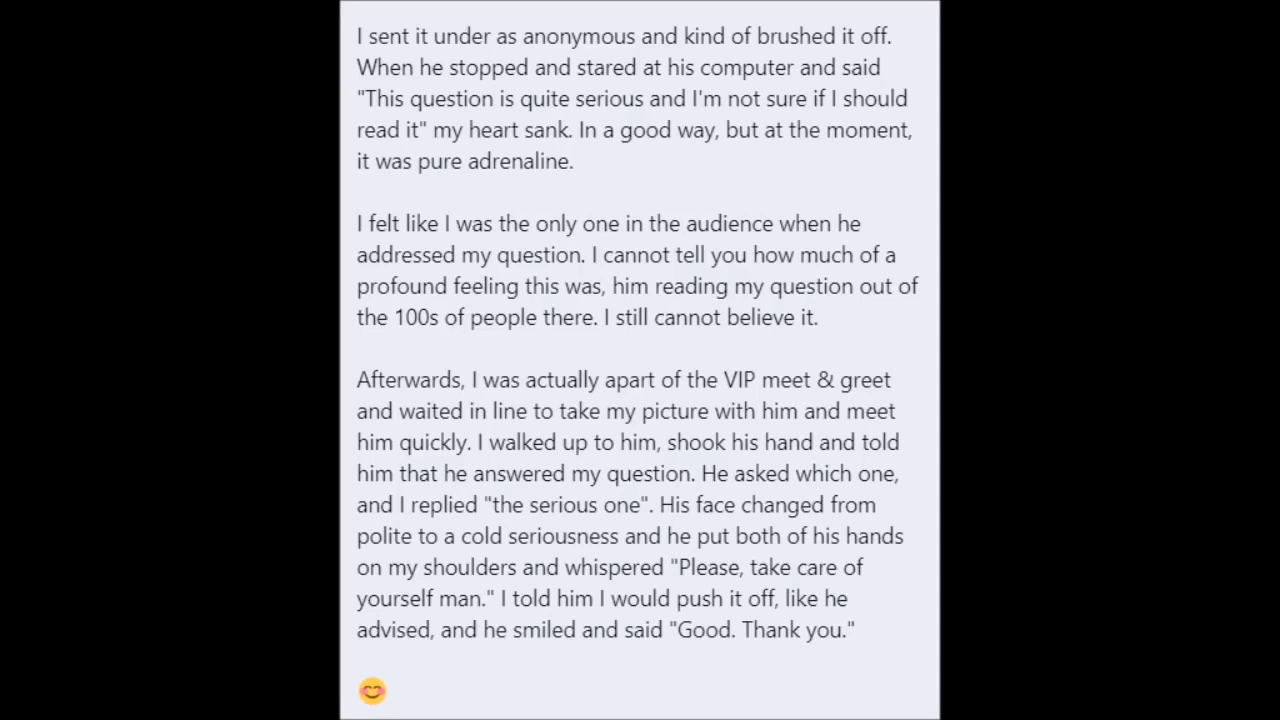 I sent it under as anonymous and kind of brushed it off.
When he stopped and stared at his computer and said
"This question is quite serious and I'm not sure if I should
read it" my heart sank. In a good way, but at the moment,
it was pure adrenaline.
I felt like I was the only one in the audience when he
addressed my question. I cannot tell you how much of a
profound feeling this was, him reading my question out of
the 100s of people there. I still cannot believe it.
Afterwards, I was actually apart of the VIP meet & greet
and waited in line to take my picture with him and meet
him quickly. I walked up to him, shook his hand and told
him that he answered my question. He asked which one,
and I replied "the serious one". His face changed from
polite to a cold seriousness and he put both of his hands
on my shoulders and whispered "Please, take care of
yourself man." I told him I would push it off, like he
advised, and he smiled and said "Good. Thank you."